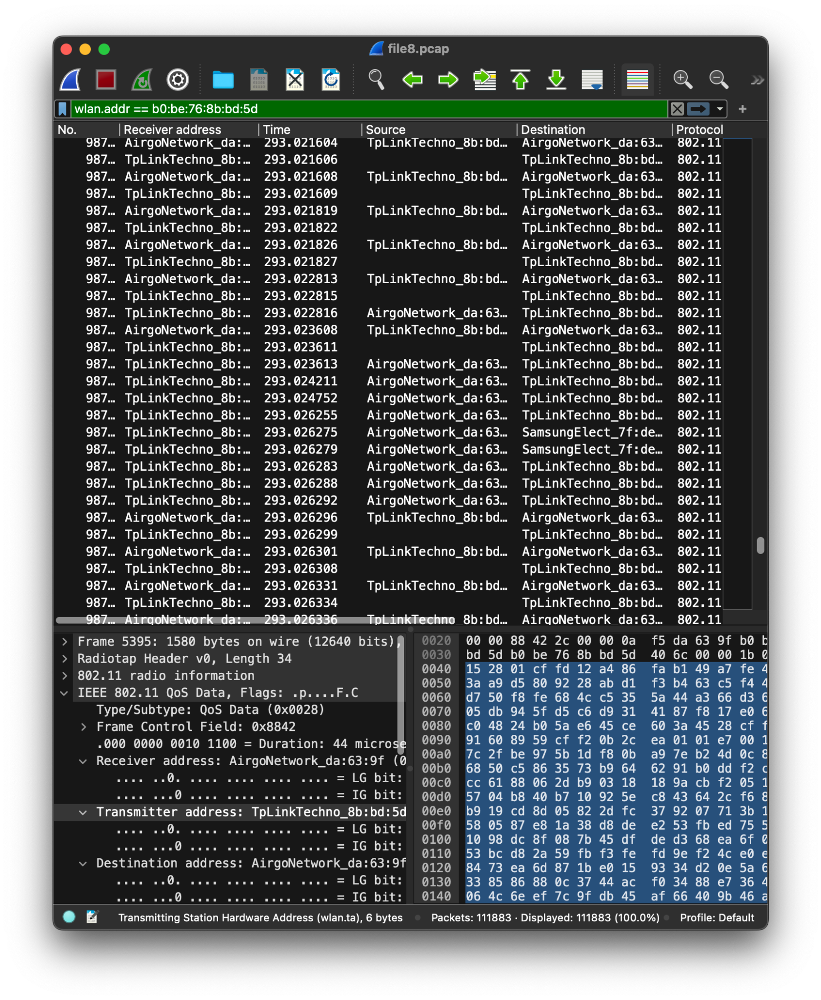 file8.pcap
wlan.addr == b0:be:76:8b:bd:5d
No. Receiver address Time Source Destination Protocol
987… AirgoNetwork_da:… 293.021604 TpLinkTechno_8b:bd… AirgoNetwork_da:63… 802.11
987… TpLinkTechno_8b:… 293.021606 TpLinkTechno_8b:bd… 802.11
987… AirgoNetwork_da:… 293.021608 TpLinkTechno_8b:bd… AirgoNetwork_da:63… 802.11
987… TpLinkTechno_8b:… 293.021609 TpLinkTechno_8b:bd… 802.11
987… AirgoNetwork_da:… 293.021819 TpLinkTechno_8b:bd… AirgoNetwork_da:63… 802.11
987… TpLinkTechno_8b:… 293.021822 TpLinkTechno_8b:bd… 802.11
987… AirgoNetwork_da:… 293.021826 TpLinkTechno_8b:bd… AirgoNetwork_da:63… 802.11
987… TpLinkTechno_8b:… 293.021827 TpLinkTechno_8b:bd… 802.11
987… AirgoNetwork_da:… 293.022813 TpLinkTechno_8b:bd… AirgoNetwork_da:63… 802.11
987… TpLinkTechno_8b:… 293.022815 TpLinkTechno_8b:bd… 802.11
987… TpLinkTechno_8b:… 293.022816 AirgoNetwork_da:63… TpLinkTechno_8b:bd… 802.11
987… AirgoNetwork_da:… 293.023608 TpLinkTechno_8b:bd… AirgoNetwork_da:63… 802.11
987… TpLinkTechno_8b:… 293.023611 TpLinkTechno_8b:bd… 802.11
987… TpLinkTechno_8b:… 293.023613 AirgoNetwork_da:63… TpLinkTechno_8b:bd… 802.11
987… TpLinkTechno_8b:… 293.024211 AirgoNetwork_da:63… TpLinkTechno_8b:bd… 802.11
987… TpLinkTechno_8b:… 293.024752 AirgoNetwork_da:63… TpLinkTechno_8b:bd… 802.11
987… TpLinkTechno_8b:… 293.026255 AirgoNetwork_da:63… TpLinkTechno_8b:bd… 802.11
987… TpLinkTechno_8b:… 293.026275 AirgoNetwork_da:63… SamsungElect_7f:de… 802.11
987… TpLinkTechno_8b:… 293.026279 AirgoNetwork_da:63… SamsungElect_7f:de… 802.11
987… TpLinkTechno_8b:… 293.026283 AirgoNetwork_da:63… TpLinkTechno_8b:bd… 802.11
987… TpLinkTechno_8b:… 293.026288 AirgoNetwork_da:63… TpLinkTechno_8b:bd… 802.11
987… TpLinkTechno_8b:… 293.026292 AirgoNetwork_da:63… TpLinkTechno_8b:bd… 802.11
987… AirgoNetwork_da:… 293.026296 TpLinkTechno_8b:bd… AirgoNetwork_da:63… 802.11
987… TpLinkTechno_8b:… 293.026299 TpLinkTechno_8b:bd… 802.11
987… AirgoNetwork_da:… 293.026301 TpLinkTechno_8b:bd… AirgoNetwork_da:63… 802.11
987… TpLinkTechno_8b:… 293.026308 TpLinkTechno_8b:bd… 802.11
987… AirgoNetwork_da:… 293.026331 TpLinkTechno_8b:bd… AirgoNetwork_da:63… 802.11
987… TpLinkTechno_8b:… 293.026334 TpLinkTechno_8b:bd… 802.11
987… AirgoNetwork_da:… 293.026336 TpLinkTechno_8b:bd… AirgoNetwork_da:63… 802.11
Frame 5395: 1580 bytes on wire (12640 bits),
Radiotap Header v0, Length 34
802.11 radio information
IEEE 802.11 QoS Data, Flags: .p....F.C
Type/Subtype: QoS Data (0x0028)
Frame Control Field: 0x8842
.000 0000 0010 1100 = Duration: 44 microse
Receiver address: AirgoNetwork_da:63:9f (0
.... ..0. .... .... .... .... = LG bit:
.... ...0 .... .... .... .... = IG bit:
Transmitter address: TpLinkTechno_8b:bd:5d
.... ..0. .... .... .... .... = LG bit:
.... ...0 .... .... .... .... = IG bit:
Destination address: AirgoNetwork_da:63:9f
.... ..0. .... .... .... .... = LG bit:
.... ...0 .... .... .... .... = IG bit:
0020 00 00 88 42 2c 00 00 0a f5 da 63 9f b0 b
0030 bd 5d b0 be 76 8b bd 5d 40 6c 00 00 1b 0
0040 15 28 01 cf fd 12 a4 86 fa b1 49 a7 fe 4
0050 3a a9 d5 80 92 28 ab d1 f3 b4 63 c5 f4 4
0060 d7 50 f8 fe 68 4c c5 35 5a 44 a3 66 d3 6
0070 05 db 94 5f d5 c6 d9 31 41 87 f8 17 e0 6
0080 c0 48 24 b0 5a e6 45 ce 60 3a 45 28 cf f
0090 91 60 89 59 cf f2 0b 2c ea 01 01 e7 00 1
00a0 7c 2f be 97 5b 1d f8 0b a9 7e b2 4d 0c 8
00b0 68 50 c5 86 35 73 b9 64 62 91 b0 dd f2 c
00c0 cc 61 88 06 2d b9 03 18 18 9a cb f2 05 1
00d0 57 04 b8 40 b7 10 92 5e c8 43 64 2c f6 8
00e0 b9 19 cd 8d 05 82 2d fc 37 92 07 71 3b 1
00f0 58 05 87 e8 1a 38 d8 de e2 53 fb ed 75 5
0100 10 98 dc 8f 08 7b 45 df de d3 68 ea 6f 0
0110 53 bc d8 2a 59 fb f3 fe fd 9e f2 4c e0 e
0120 84 73 ea 6d 87 1b e0 15 93 34 d2 0e 5a 6
0130 33 85 86 88 0c 37 44 ac f0 34 88 e7 36 4
0140 06 4c 6e ef 7c 9f db 45 af 66 40 9b 46 a
Transmitting Station Hardware Address (wlan.ta), 6 bytes Packets: 111883 · Displayed: 111883 (100.0%) Profile: Default